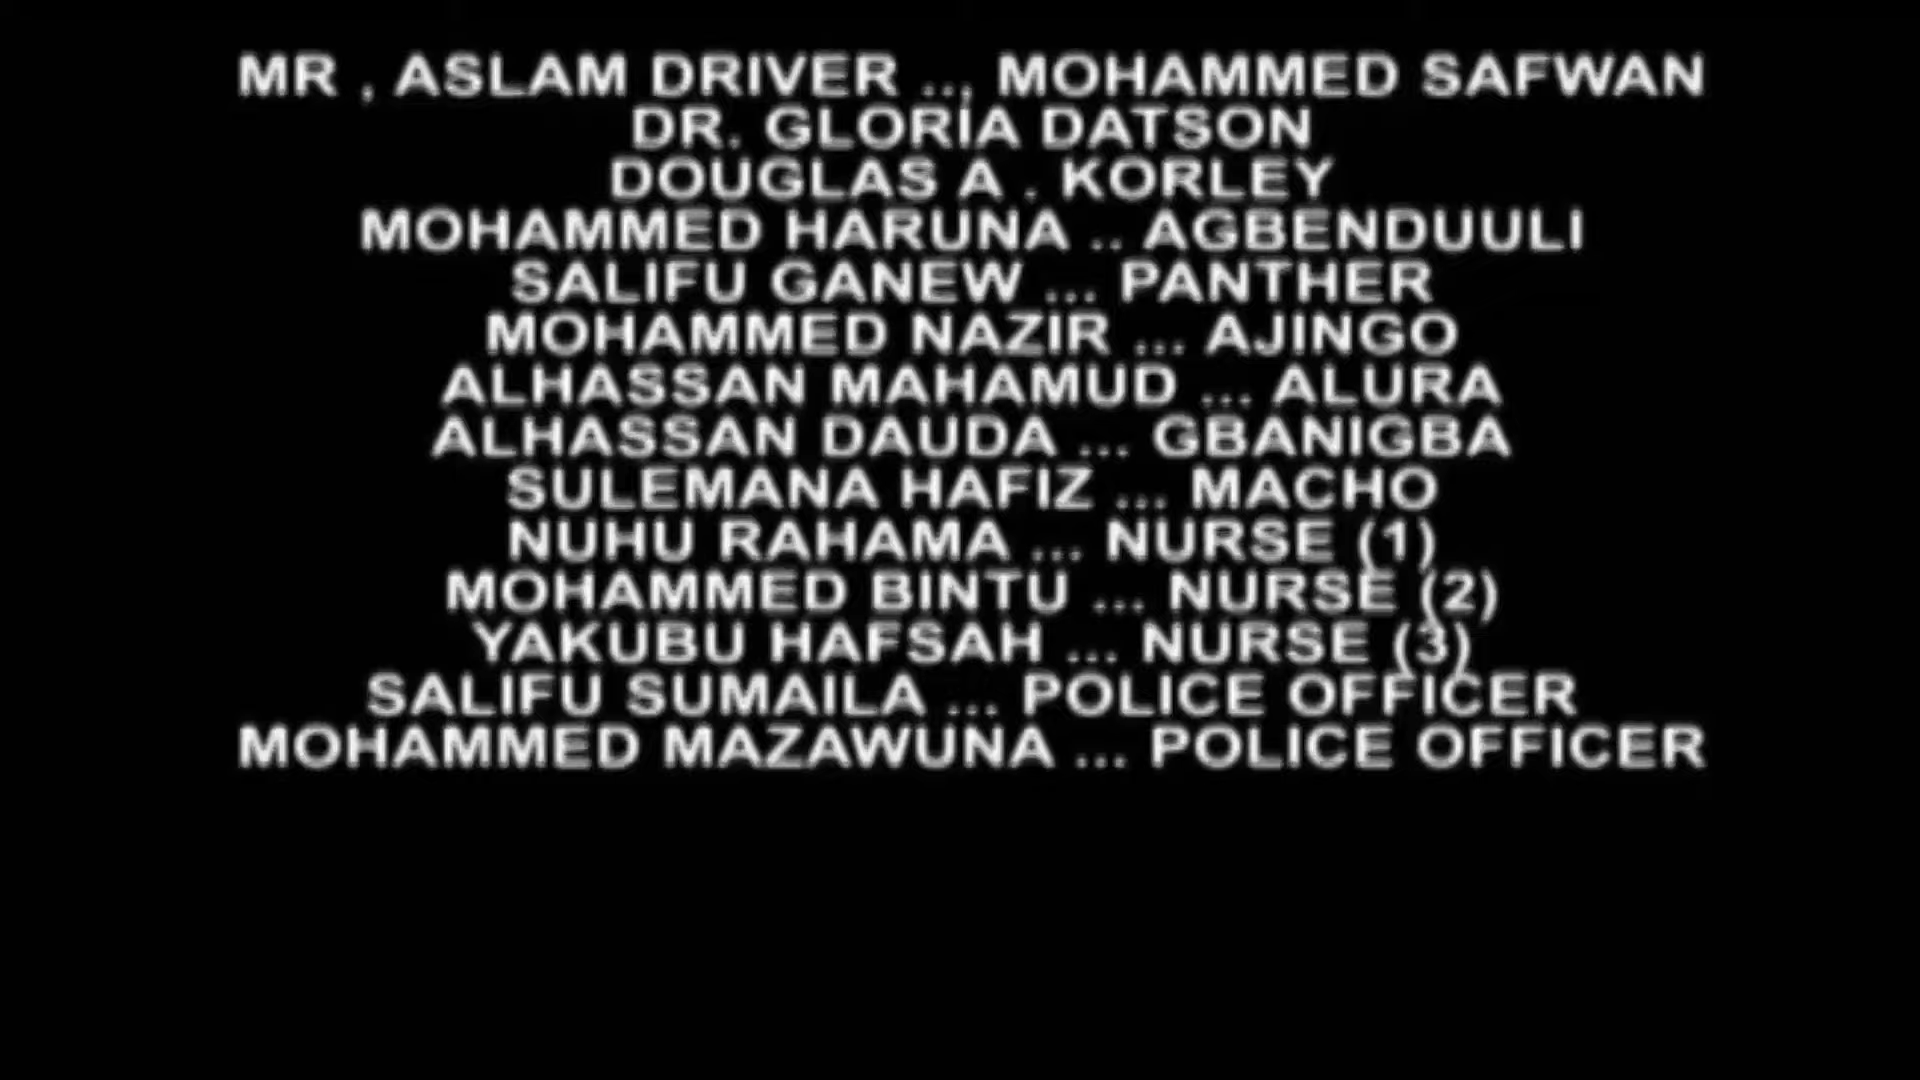 MR , ASLAM DRIVER ... MOHAMMED SAFWAN
DR. GLORIA DATSON
DOUGLAS A . KORLEY
MOHAMMED HARUNA .. AGBENDUULI
SALIFU GANEW ... PANTHER
MOHAMMED NAZIR ... AJINGO
ALHASSAN MAHAMUD ... ALURA
ALHASSAN DAUDA ... GBANIGBA
SULEMANA HAFIZ ... MACHO
NUHU RAHAMA ... NURSE (1)
MOHAMMED BINTU ... NURSE (2)
YAKUBU HAFSAH ... NURSE (3)
SALIFU SUMAILA ... POLICE OFFICER
MOHAMMED MAZAWUNA ... POLICE OFFICER